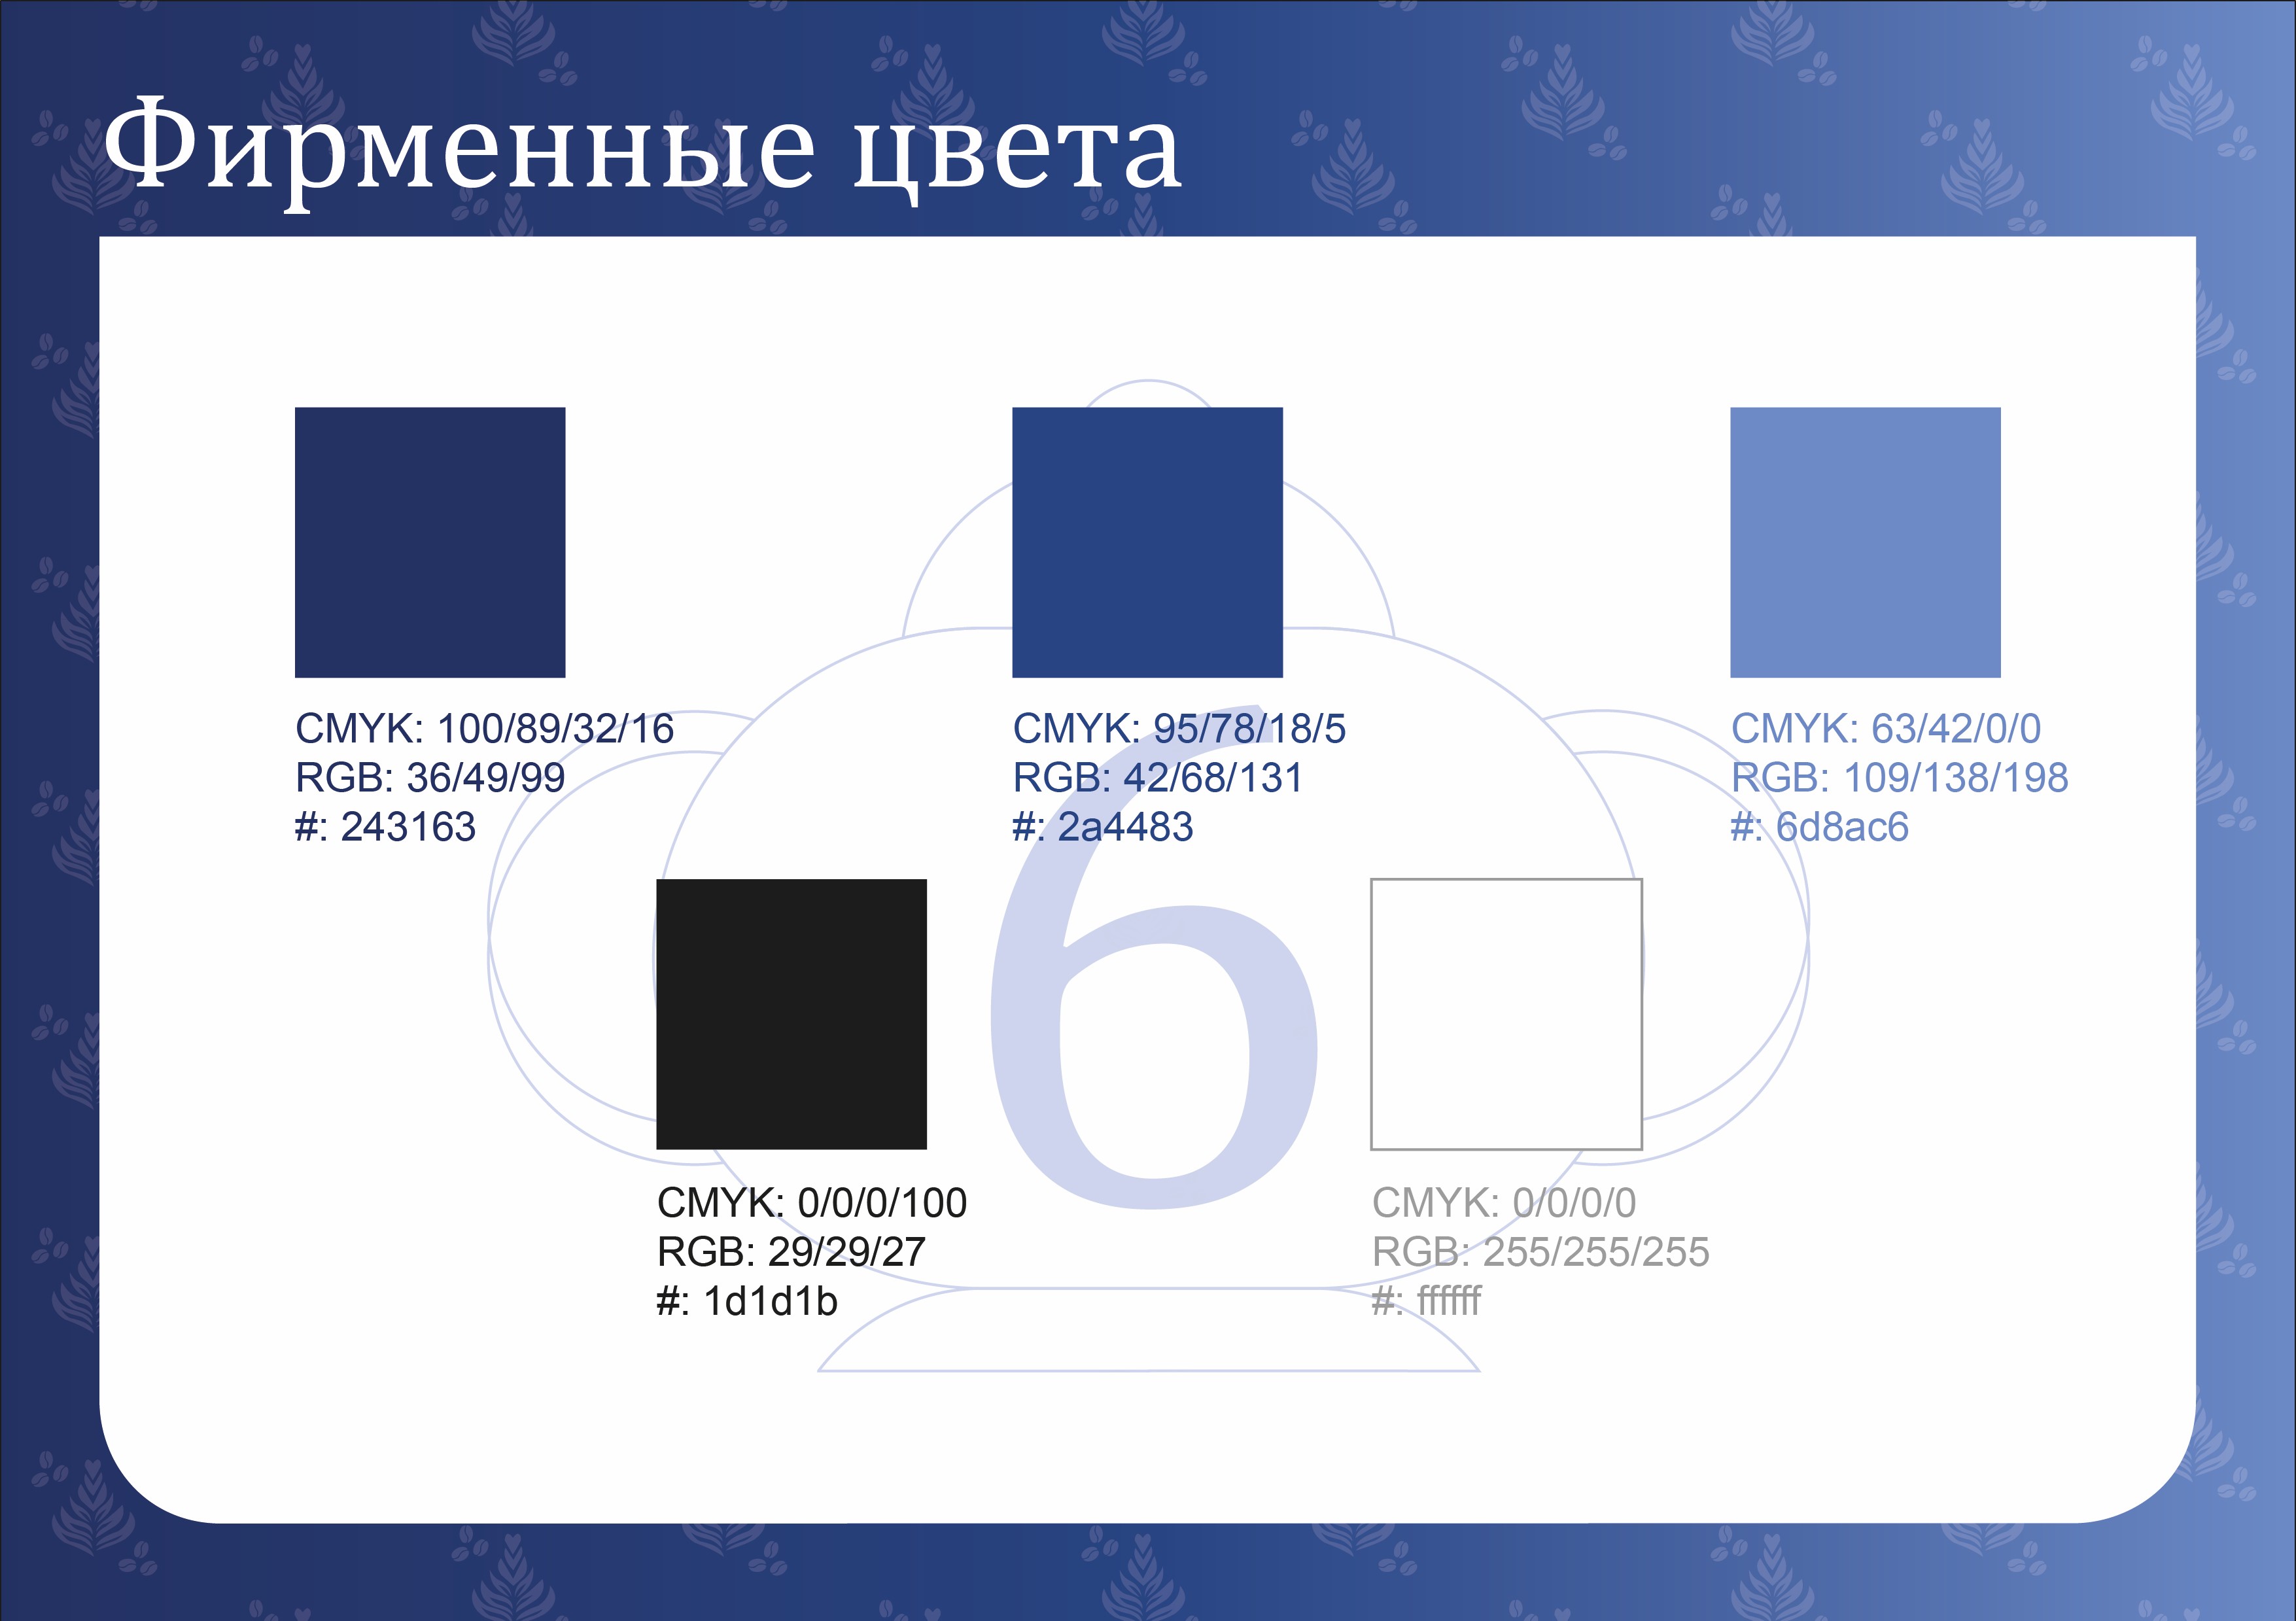 Фирменные цвета
CMYK: 100/89/32/16
RGB: 36/49/99
#: 243163
CMYK: 95/78/18/5
RGB: 42/68/131
#: 2a4483
CMYK: 63/42/0/0
RGB: 109/138/198
#: 6d8ac6
6
CMYK: 0/0/0/100
RGB: 29/29/27
#: 1d1d1b
CMYK: 0/0/0/0
RGB: 255/255/255
#: ffffff